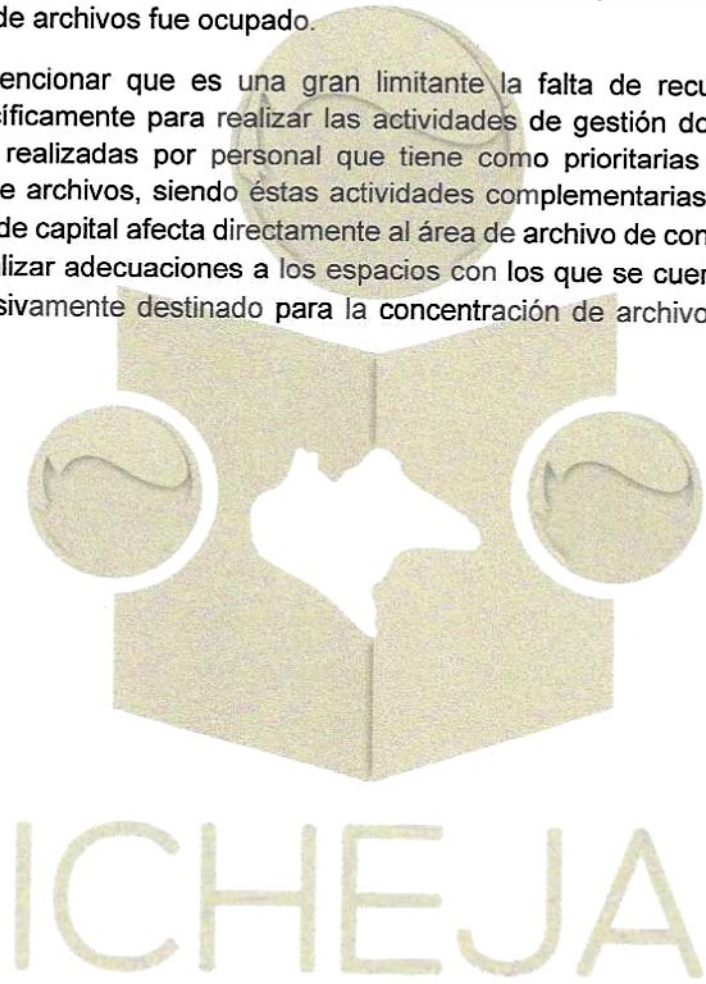 de archivos fue ocupado.
encionar que es una gran limitante la falta de recu
íficamente para realizar las actividades de gestión do
realizadas por personal que tiene como prioritarias
e archivos, siendo éstas actividades complementarias
de capital afecta directamente al área de archivo de con
lizar adecuaciones a los espacios con los que se cuen
sivamente destinado para la concentración de archivo
ICHEJA